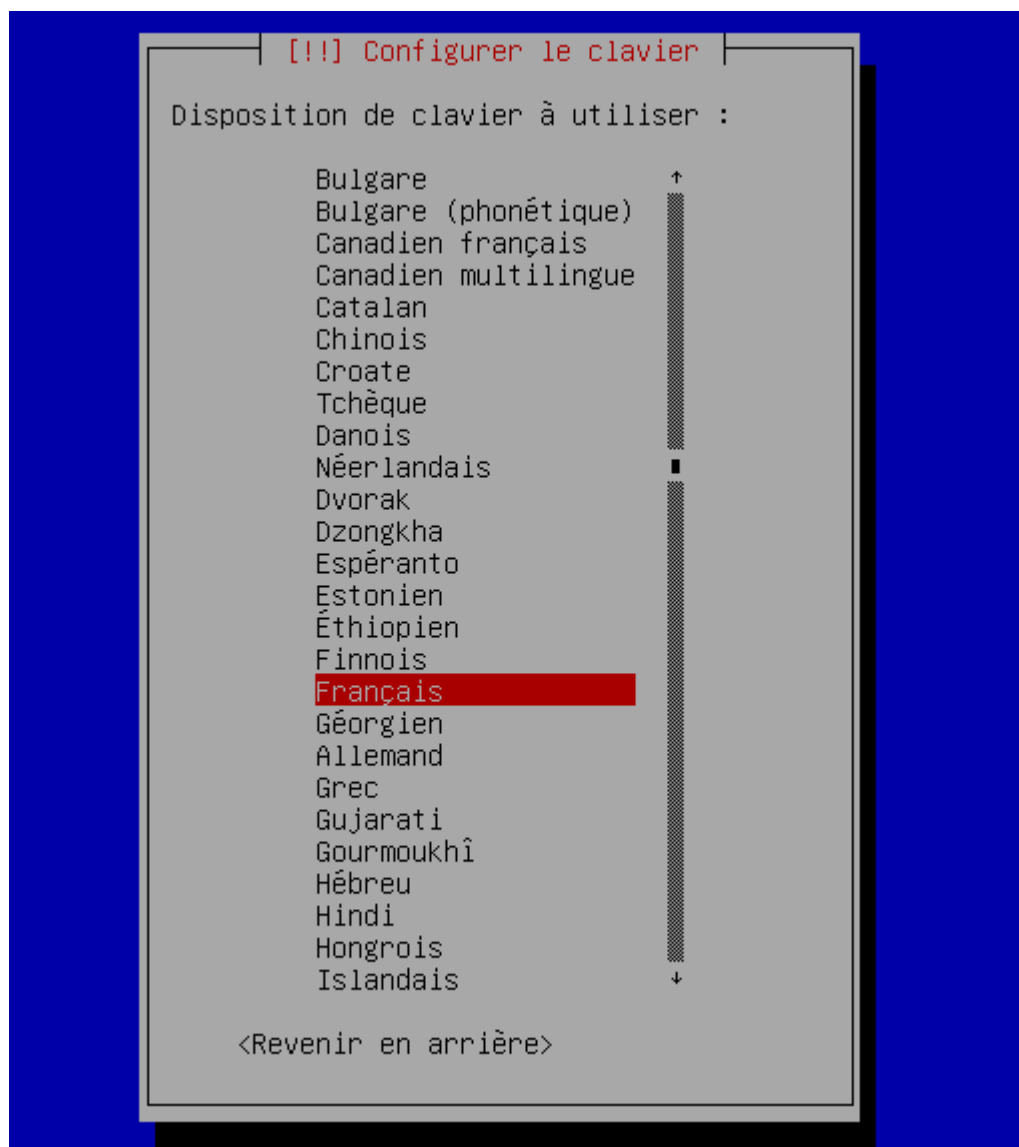 [!!] Configurer le clavier
Disposition de clavier à utiliser :
Bulgare
Bulgare (phonétique)
Canadien français
Canadien multilingue
Catalan
Chinois
Croate
Tchèque
Danois
Néerlandais
Dvorak
Dzongkha
Espéranto
Estonien
Éthiopien
Finnois
Français
Géorgien
Allemand
Grec
Gujarati
Gourmoukhî
Hébreu
Hindi
Hongrois
Islandais
<Revenir en arrière>